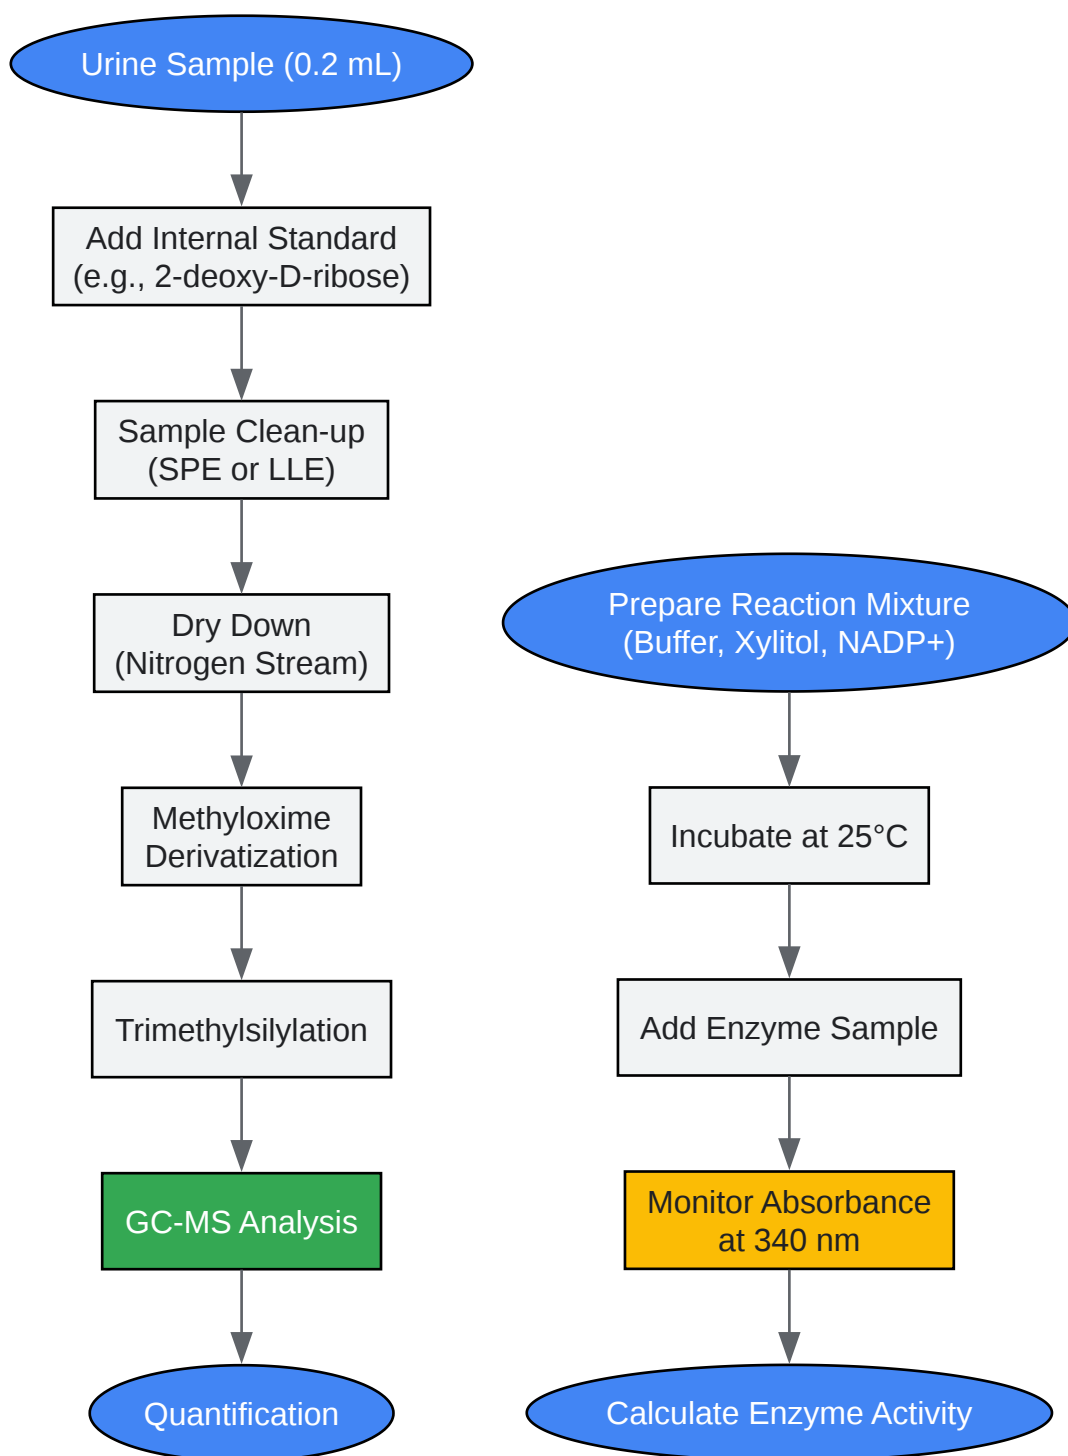 Urine Sample (0.2 mL)
Add Internal Standard
(e.g., 2-deoxy-D-ribose)
Sample Clean-up
(SPE or LLE)
Dry Down
(Nitrogen Stream)
Methyloxime
Derivatization
Trimethylsilylation
GC-MS Analysis
Quantification
Prepare Reaction Mixture
(Buffer, Xylitol, NADP+)
Incubate at 25°C
Add Enzyme Sample
Monitor Absorbance
at 340 nm
Calculate Enzyme Activity